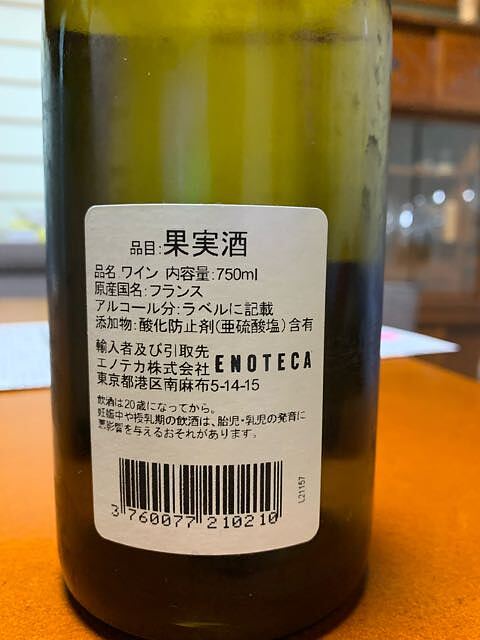 品目:果実酒
品名 ワイン 内容量:750ml
原産国名:フランス
アルコール分:ラベルに記載
添加物:酸化防止剤(亜硫酸塩)含有
輸入者及び引取先
エノテカ株式会社 ENOTECA
東京都港区南麻布5-14-15
飲酒は20歳になってから。
妊娠中や授乳期の飲酒は、胎児・乳児の発育に
悪影響を与えるおそれがあります。
3 760077 210210
L21157